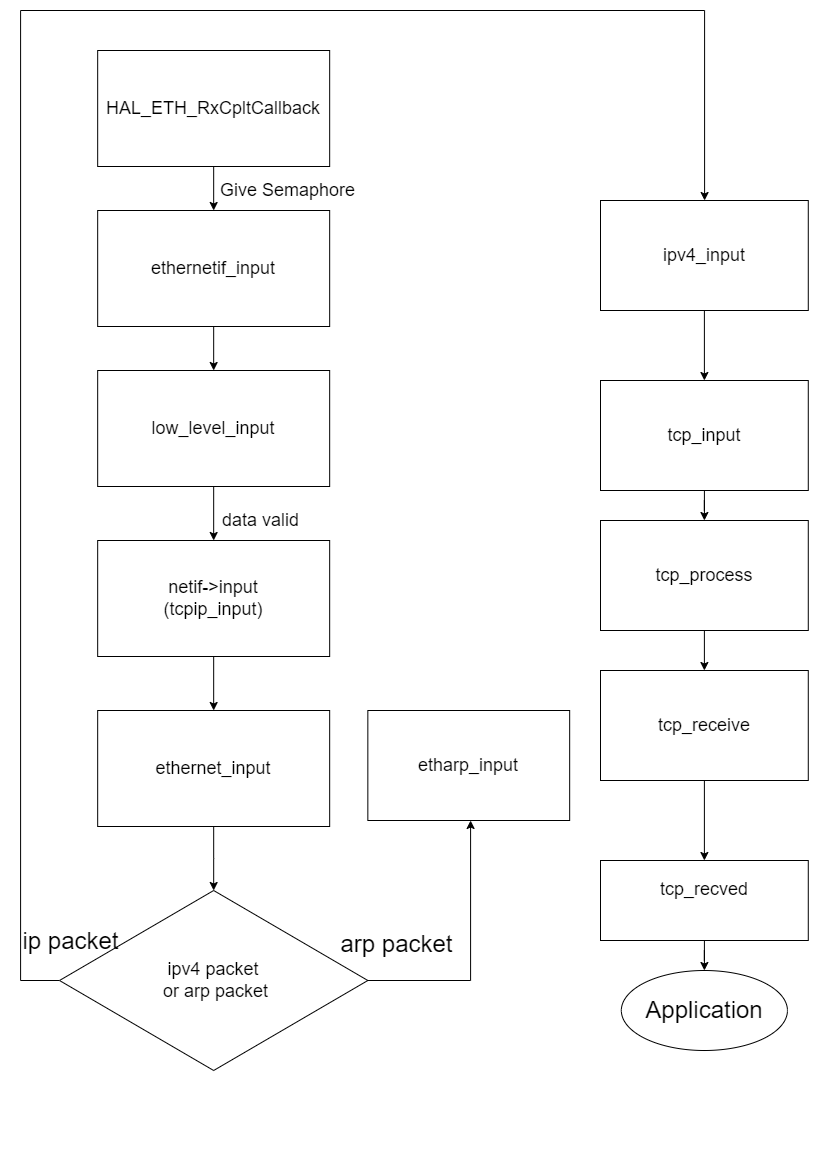 HAL_ETH_RxCpltCallback
Give Semaphore
ethernetif_input
low_level_input
data valid
netif->input
(tcpip_input)
ethernet_input
etharp_input
ip packet
arp packet
ipv4 packet
or arp packet
ipv4_input
tcp_input
tcp_process
tcp_receive
tcp_recved
Application